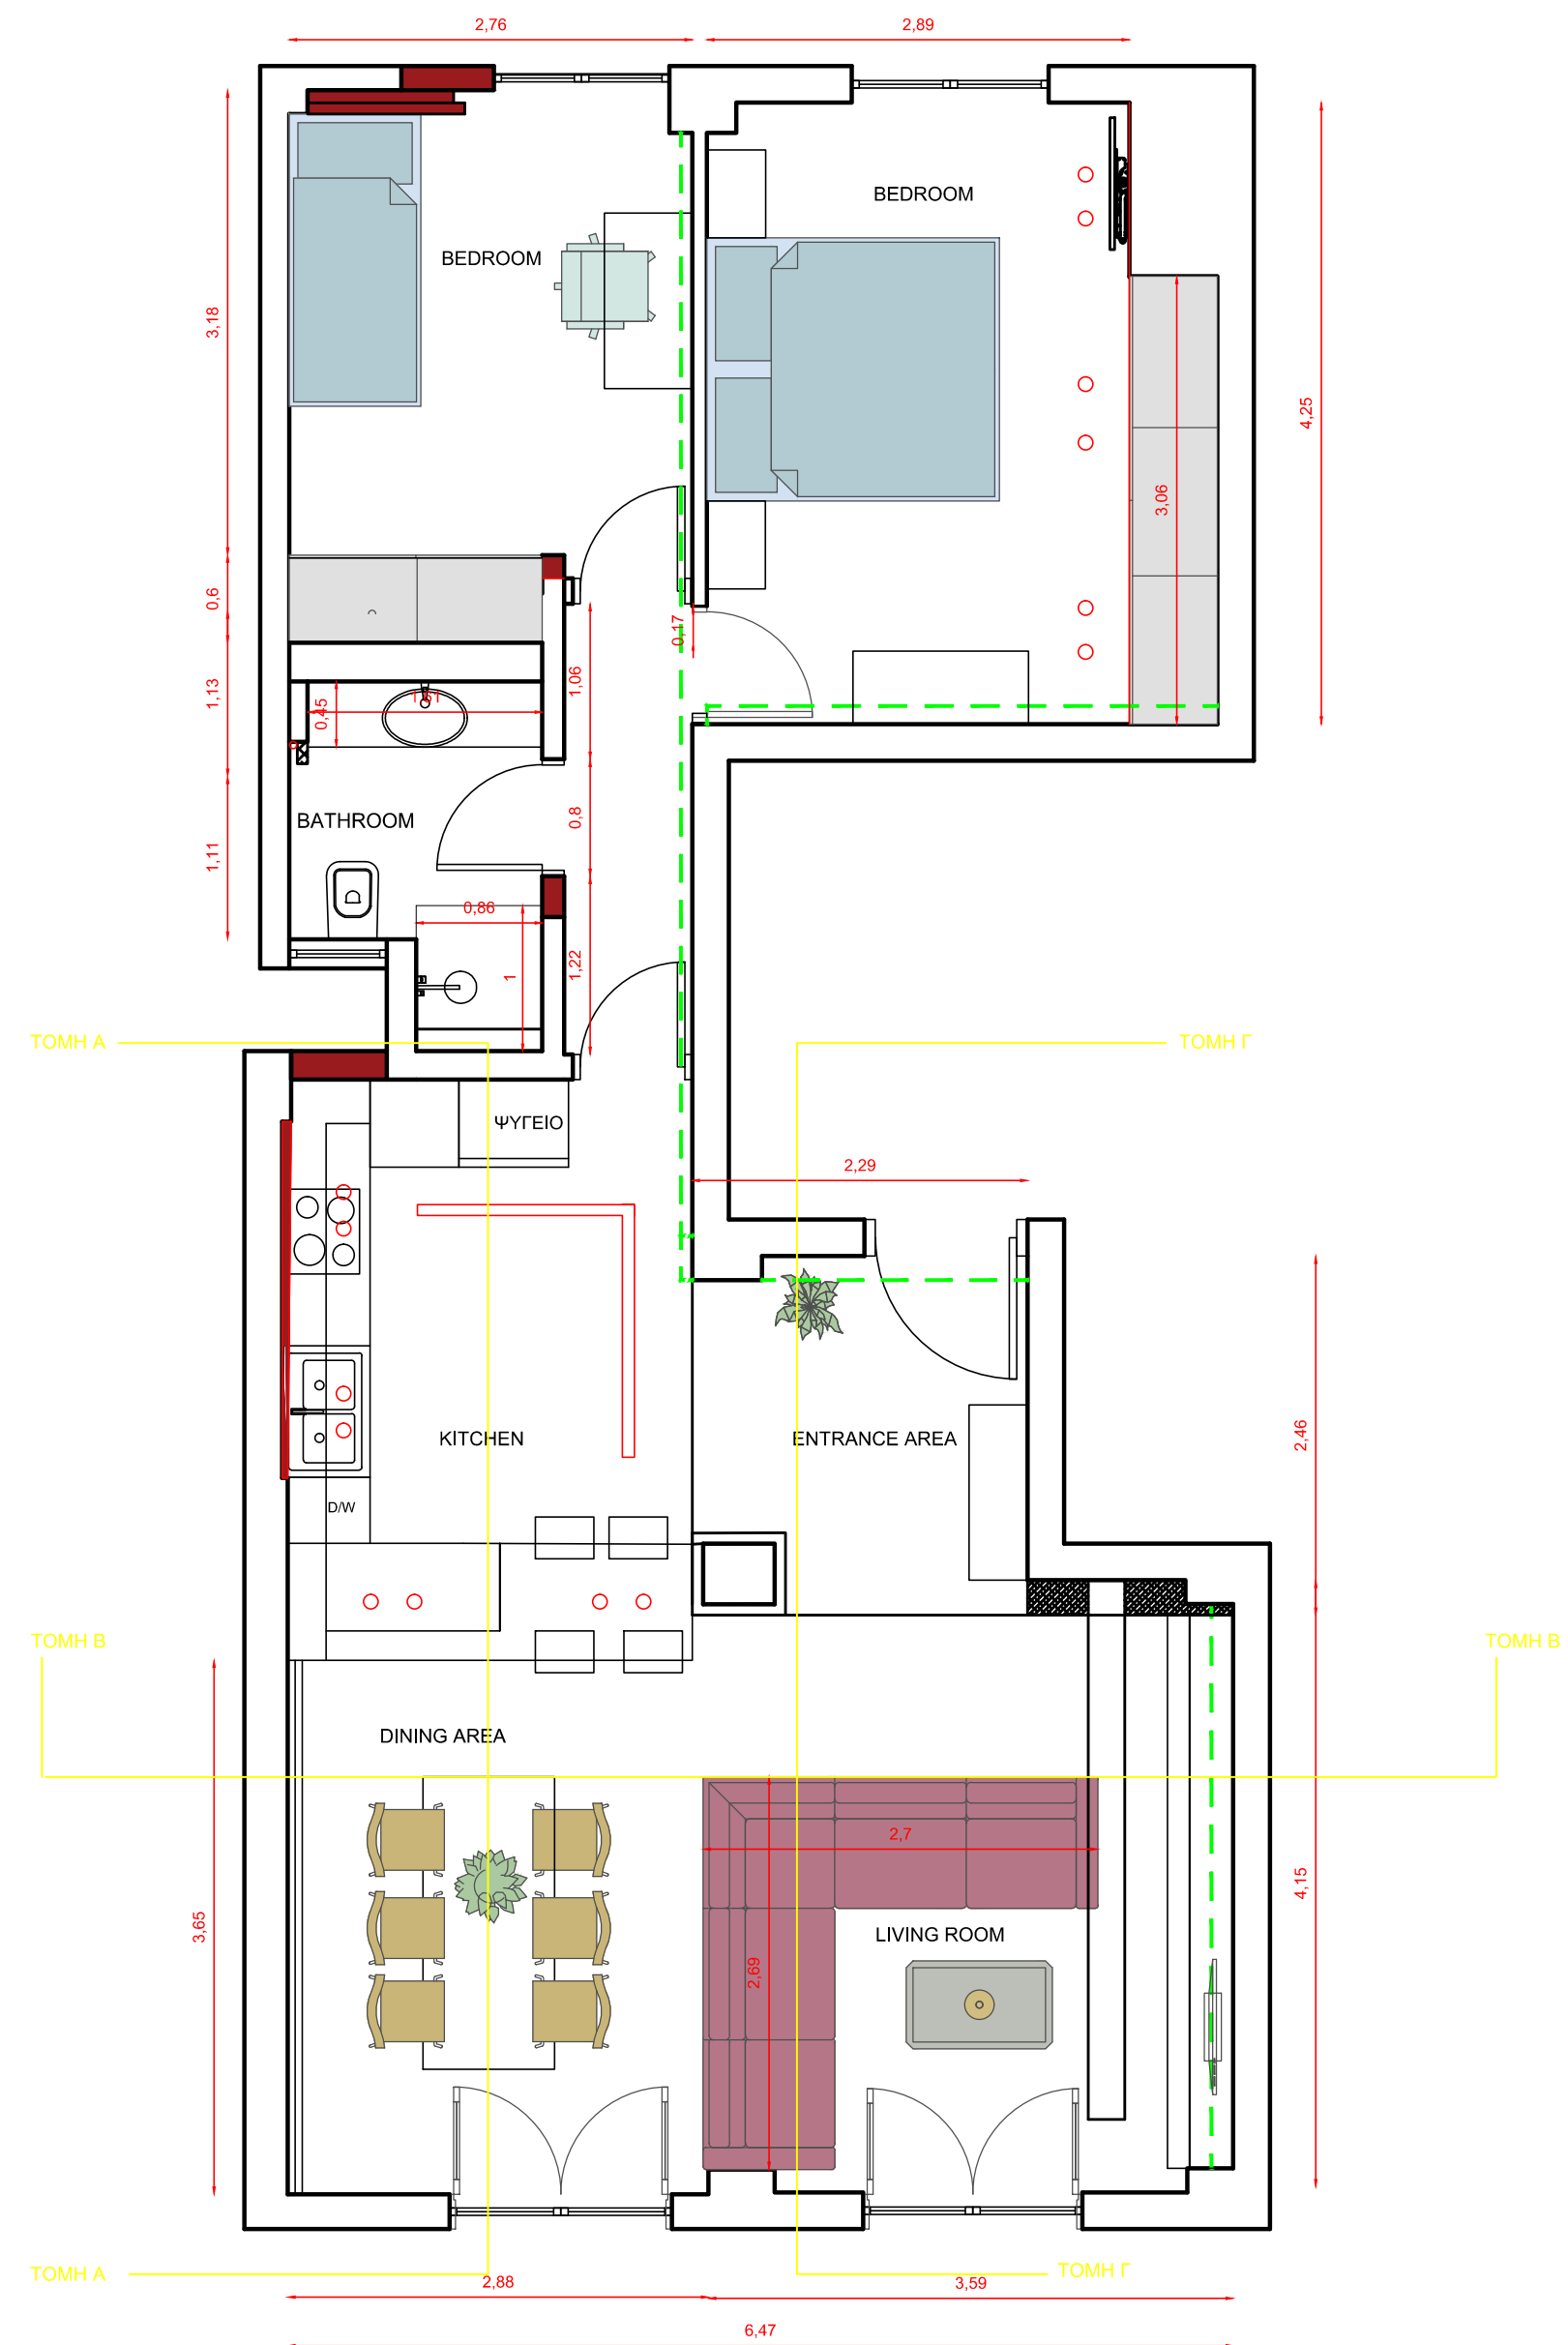 2,76
2,89
BEDROOM
BEDROOM
3,18
4,25
3,06
0,6
0,17
1,13
1,06
0,45
BATHROOM
0,8
1,11
0,86
1
1,22
ΤΟΜΗ Α
ΤΟΜΗ Γ
ΨΥΓΕΙΟ
2,29
KITCHEN
ENTRANCE AREA
2,46
D/W
ΤΟΜΗ Β
ΤΟΜΗ Β
DINING AREA
2,7
4,15
3,65
LIVING ROOM
2,69
ΤΟΜΗ Α
ΤΟΜΗ Γ
2,88
3,59
6,47